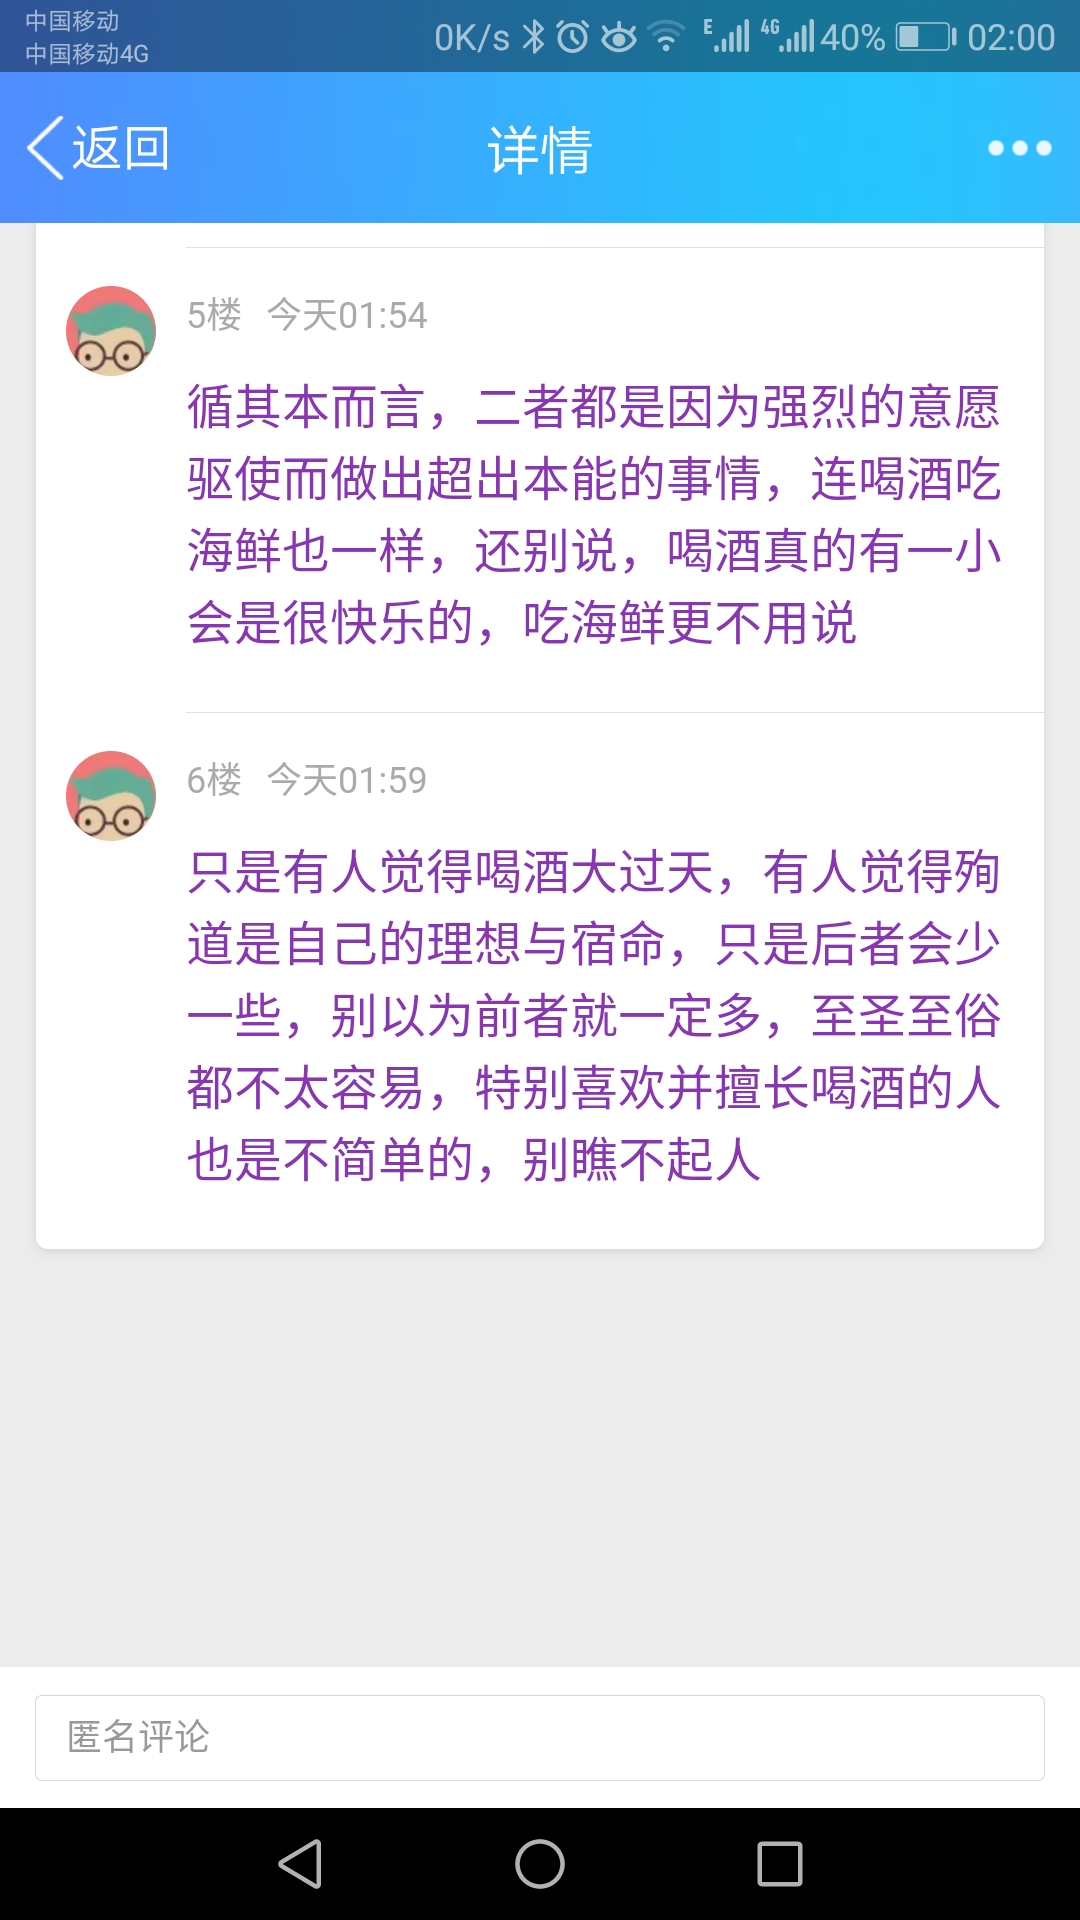 中国移动
中国移动4G
0K/s
E
4G
40%
02:00
返回
详情
5楼 今天01:54
循其本而言，二者都是因为强烈的意愿
驱使而做出超出本能的事情，连喝酒吃
海鲜也一样，还别说，喝酒真的有一小
会是很快乐的，吃海鲜更不用说
6楼 今天01:59
只是有人觉得喝酒大过天，有人觉得殉
道是自己的理想与宿命，只是后者会少
一些，别以为前者就一定多，至圣至俗
都不太容易，特别喜欢并擅长喝酒的人
也是不简单的，别瞧不起人
匿名评论